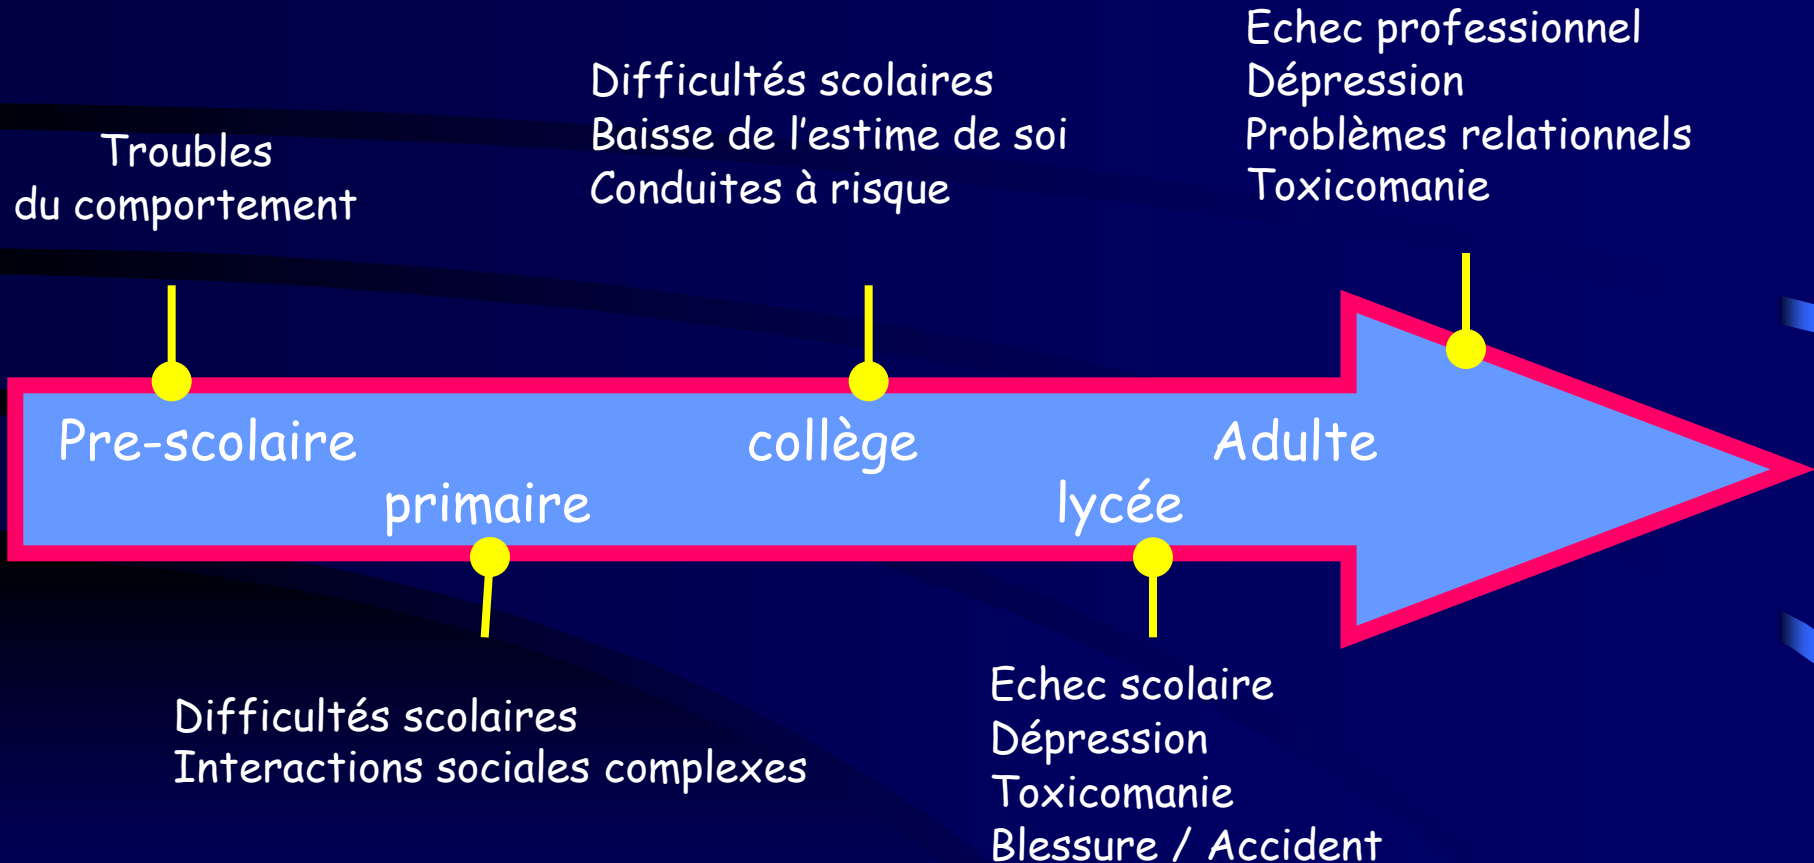 Echec professionnel
Dépression
Problèmes relationnels
Toxicomanie
Difficultés scolaires
Baisse de l'estime de soi
Conduites à risque
Troubles
du comportement
Pre-scolaire
primaire
collège
lycée
Adulte
Difficultés scolaires
Interactions sociales complexes
Echec scolaire
Dépression
Toxicomanie
Blessure / Accident